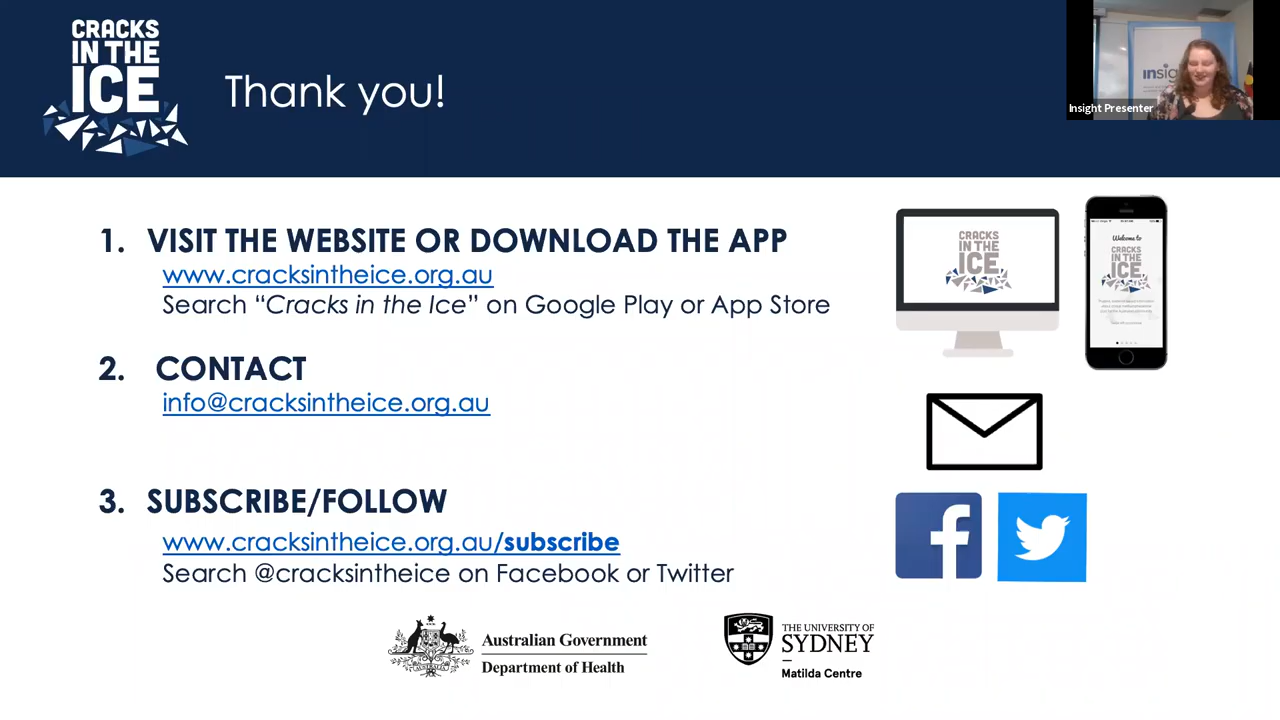 CRACKS
IN THE
ICE
Thank you!
insig
Insight Presenter
1. VISIT THE WEBSITE OR DOWNLOAD THE APP
www.cracksintheice.org.au
Search “Cracks in the Ice” on Google Play or App Store
CRACKS
IN THE
ICE
Welcome to
CRACKS
IN THE
ICE
2. CONTACT
info@cracksintheice.org.au
3. SUBSCRIBE/FOLLOW
www.cracksintheice.org.au/subscribe
Search @cracksintheice on Facebook or Twitter
Australian Government
Department of Health
THE UNIVERSITY OF
SYDNEY
Matilda Centre